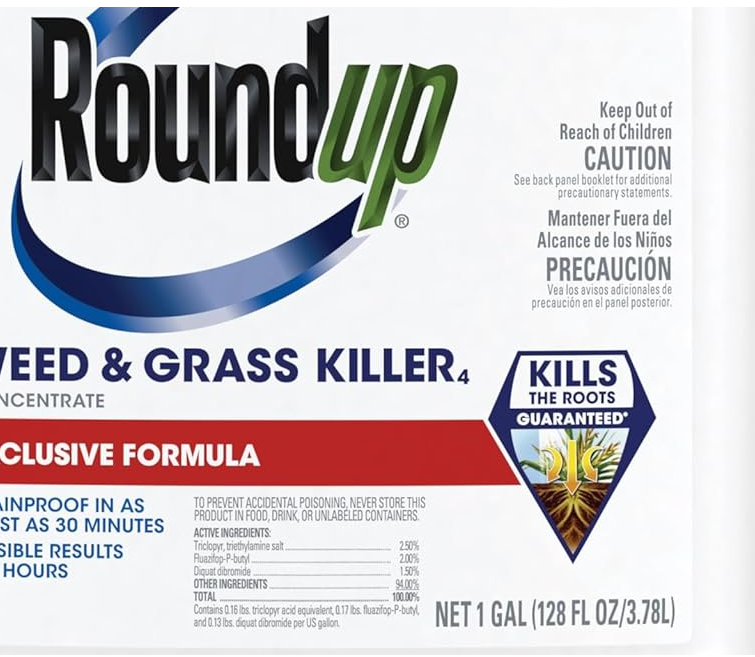 Roundup®
Keep Out of
Reach of Children
CAUTION
See back panel booklet for additional
precautionary statements.
Mantener Fuera del
Alcance de los Niños
PRECAUCIÓN
Vea los avisos adicionales de
precaución en el panel posterior.
EED & GRASS KILLER4
NCENTRATE
CLUSIVE FORMULA
KILLS
THE ROOTS
GUARANTEED*
AINPROOF IN AS
ST AS 30 MINUTES
SIBLE RESULTS
HOURS
TO PREVENT ACCIDENTAL POISONING, NEVER STORE THIS
PRODUCT IN FOOD, DRINK, OR UNLABELED CONTAINERS.
ACTIVE INGREDIENTS:
Triclopyr, triethylamine salt 2.50%
Fluazifop-P-butyl 2.00%
Diquat dibromide 1.50%
OTHER INGREDIENTS 94.00%
TOTAL 100.00%
Contains 0.16 lbs. triclopyr acid equivalent, 0.17 lbs. fluazifop-P-butyl,
and 0.13 lbs. diquat dibromide per US gallon.
NET 1 GAL (128 FL OZ/3.78L)